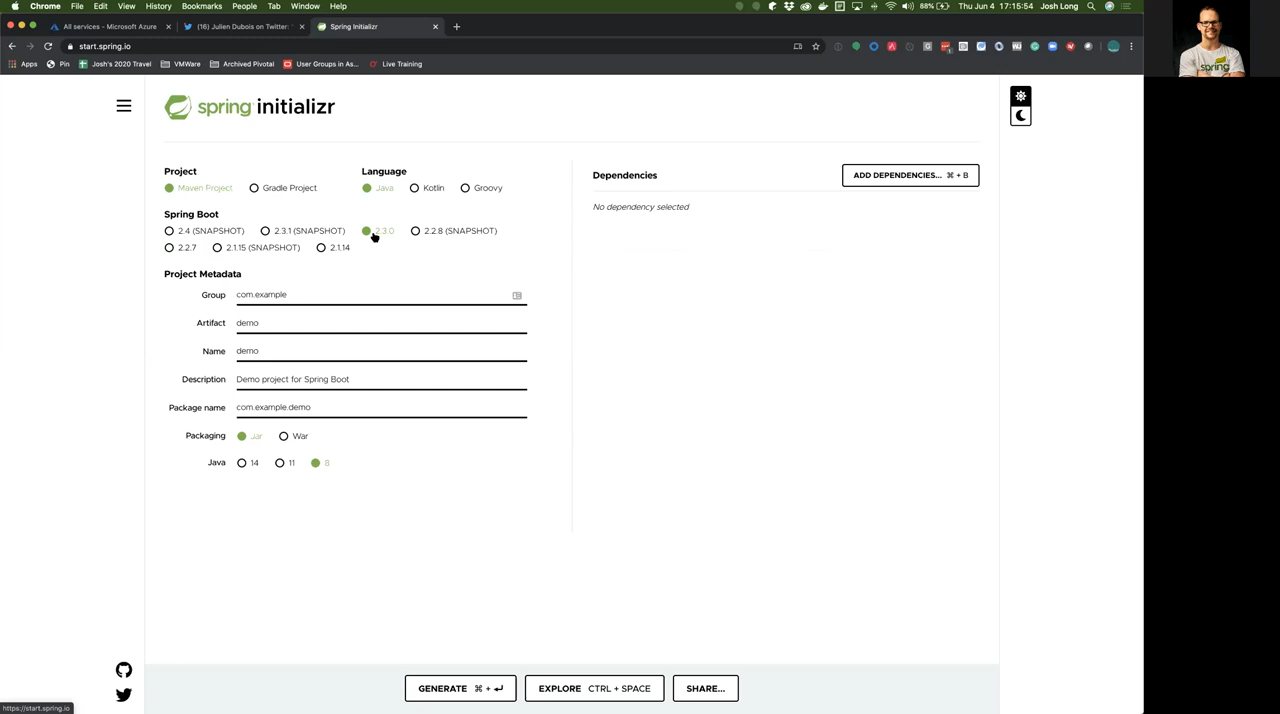 Chrome File Edit View History Bookmarks People Tab Window Help 88% Thu Jun 4 17:15:54 Josh Long
All services - Microsoft Azure (16) Julien Dubois on Twitter: Spring Initializr
start.spring.io
Apps Pin Josh's 2020 Travel VMWare Archived Pivotal User Groups in As... Live Training
spring initializr
Project
Maven Project Gradle Project
Language
Java Kotlin Groovy
Spring Boot
2.4 (SNAPSHOT) 2.3.1 (SNAPSHOT) 2.3.0 2.2.8 (SNAPSHOT)
2.2.7 2.1.15 (SNAPSHOT) 2.1.14
Project Metadata
Group com.example
Artifact demo
Name demo
Description Demo project for Spring Boot
Package name com.example.demo
Packaging Jar War
Java 14 11 8
Dependencies ADD DEPENDENCIES... ⌘ + B
No dependency selected
GENERATE ⌘ + ↵ EXPLORE CTRL + SPACE SHARE...
https://start.spring.io
spring